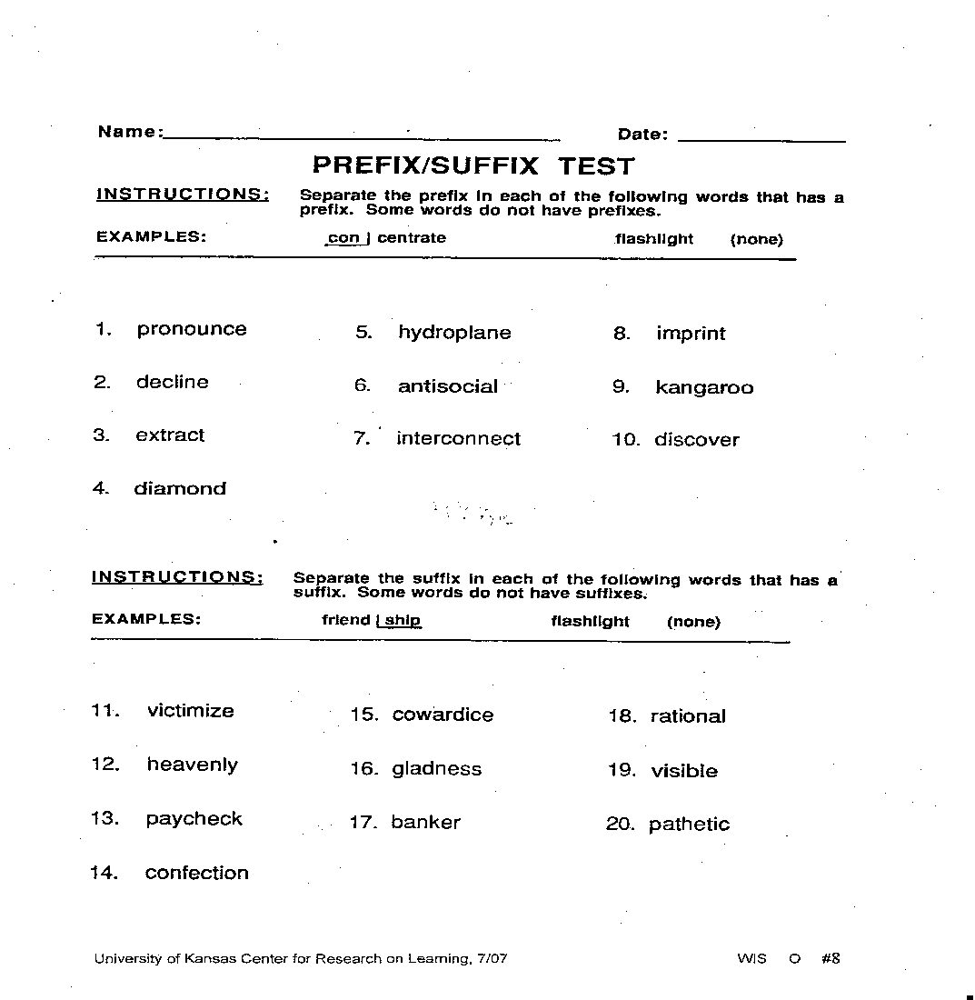 Name: Date:
PREFIX/SUFFIX TEST
INSTRUCTIONS: Separate the prefix in each of the following words that has a
prefix. Some words do not have prefixes.
EXAMPLES: con | centrate flashlight (none)
1. pronounce 5. hydroplane 8. imprint
2. decline 6. antisocial 9. kangaroo
3. extract 7. interconnect 10. discover
4. diamond
INSTRUCTIONS: Separate the suffix in each of the following words that has a
suffix. Some words do not have suffixes.
EXAMPLES: friend | ship flashlight (none)
11. victimize 15. cowardice 18. rational
12. heavenly 16. gladness 19. visible
13. paycheck 17. banker 20. pathetic
14. confection
University of Kansas Center for Research on Learning, 7/07 WIS O #8